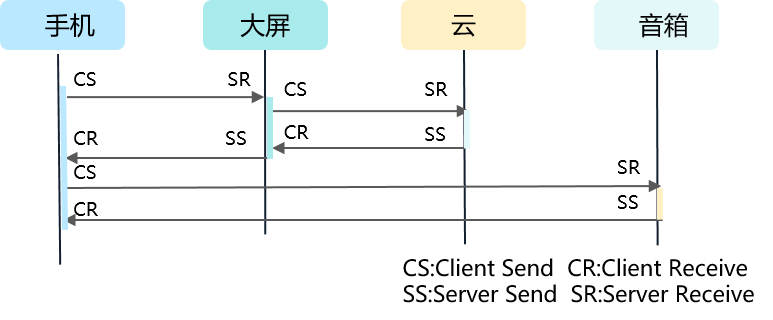 手机 大屏 云 音箱
CS SR
CS SR
CR SS
CR SS
CS SR
CR SS
CS:Client Send CR:Client Receive
SS:Server Send SR:Server Receive